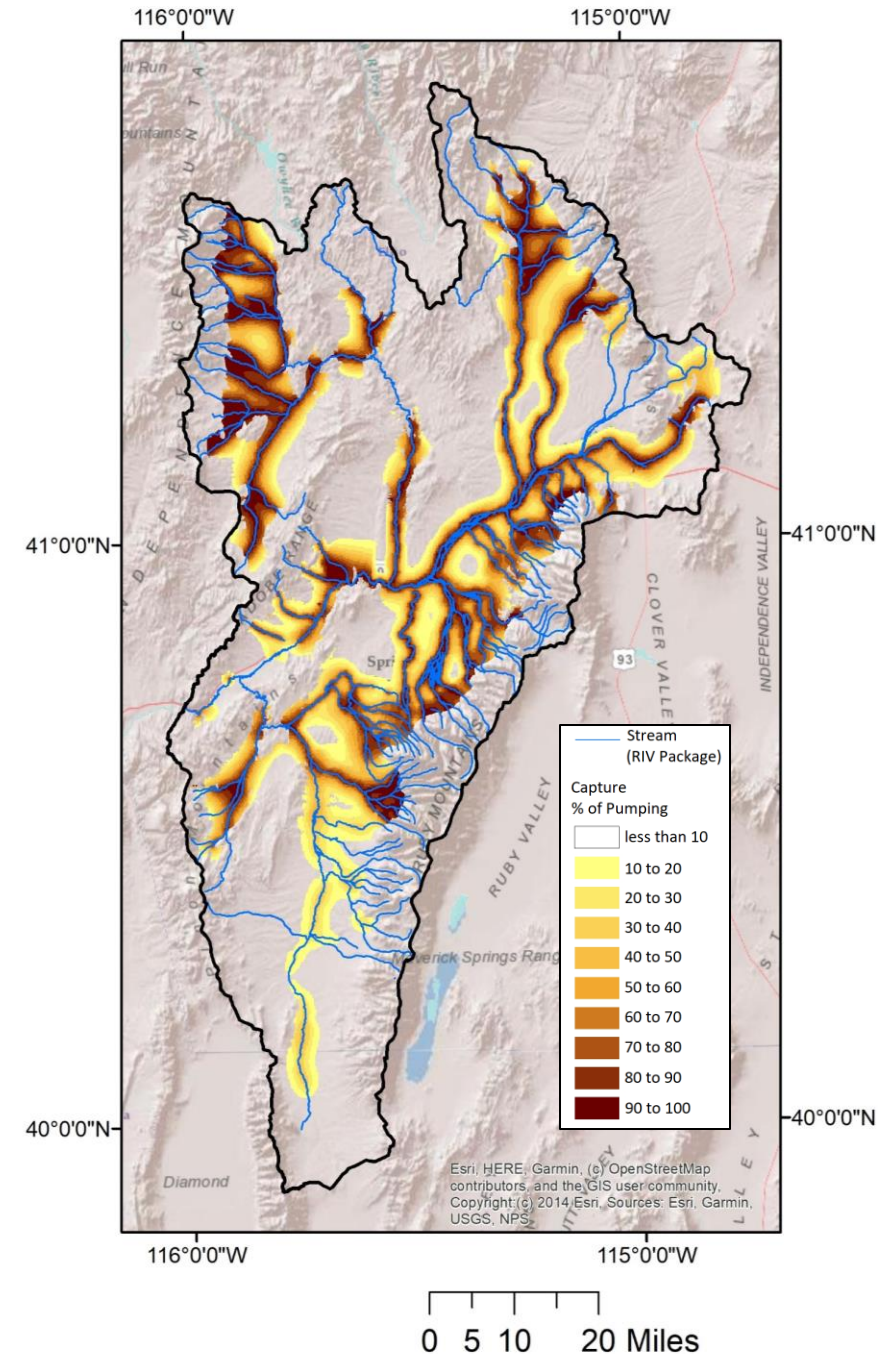 116°0'0"W 115°0'0"W
41°0'0"N 41°0'0"N
INDEPENDENCE VALLEY
CLOVER VALLEY
93
Spri
RUBY MOUNTAINS
RUBY VALLEY
Maverick Springs Rang
Stream
(RIV Package)
Capture
% of Pumping
less than 10
10 to 20
20 to 30
30 to 40
40 to 50
50 to 60
60 to 70
70 to 80
80 to 90
90 to 100
40°0'0"N 40°0'0"N
Diamond
Esri, HERE, Garmin, (c) OpenStreetMap
contributors, and the GIS user community,
Copyright:(c) 2014 Esri, Sources: Esri, Garmin,
USGS, NPS
116°0'0"W 115°0'0"W
0 5 10 20 Miles